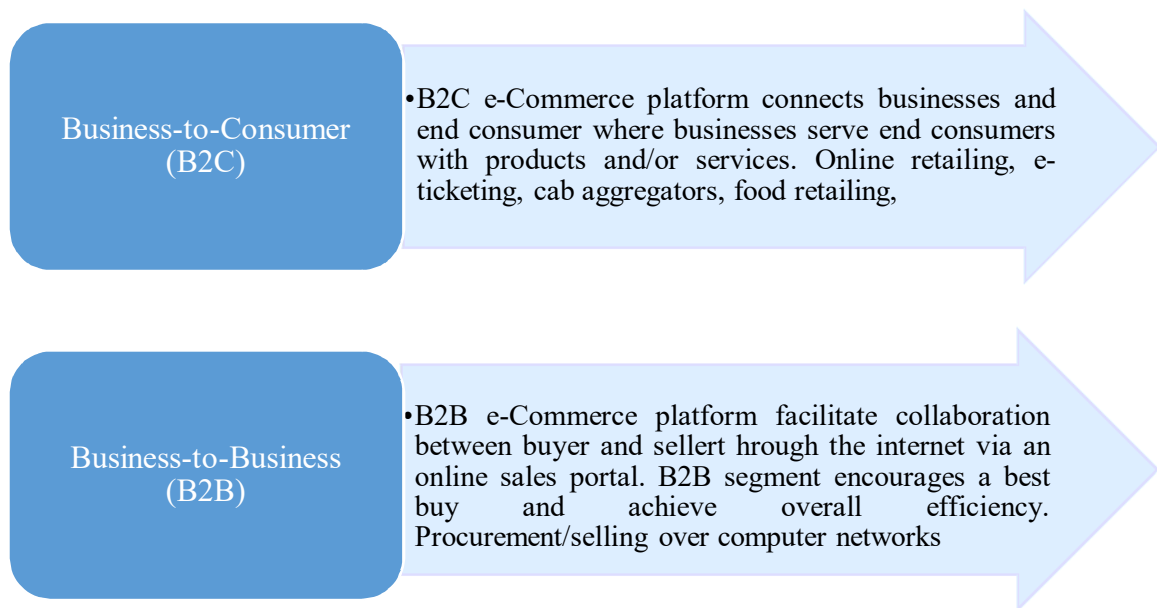 Business-to-Consumer
(B2C)
•B2C e-Commerce platform connects businesses and
end consumer where businesses serve end consumers
with products and/or services. Online retailing, e-
ticketing, cab aggregators, food retailing,
Business-to-Business
(B2B)
•B2B e-Commerce platform facilitate collaboration
between buyer and sellert hrough the internet via an
online sales portal. B2B segment encourages a best
buy and achieve overall efficiency.
Procurement/selling over computer networks